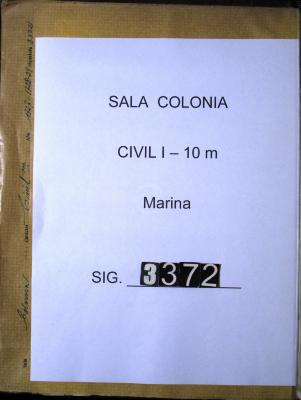 SALA COLONIA
CIVIL I – 10 m
Marina
SIG. 3372